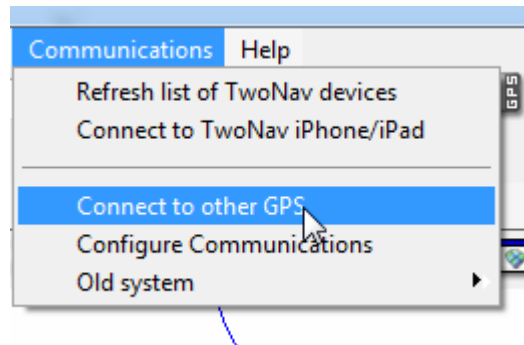 Communications Help
Refresh list of TwoNav devices
Connect to TwoNav iPhone/iPad
GPS
Connect to other GPS
Configure Communications
Old system